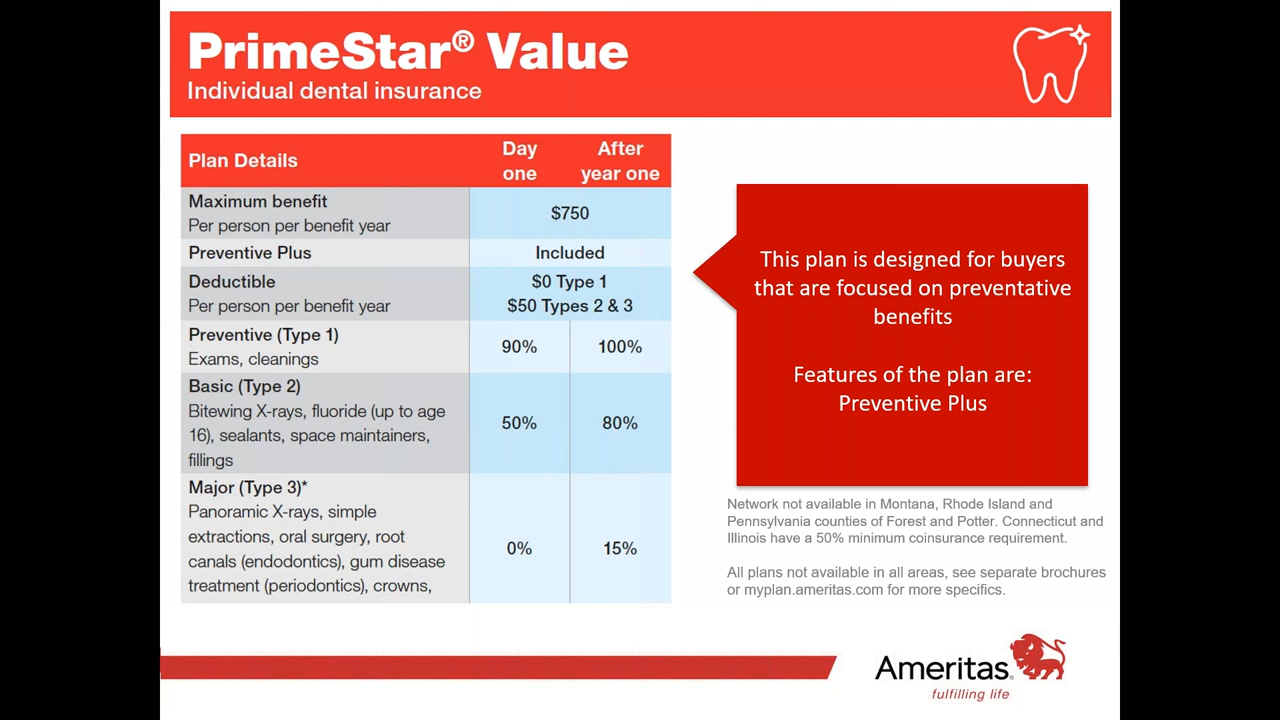 PrimeStar® Value
Individual dental insurance
Plan Details
Day
one
After
year one
Maximum benefit
Per person per benefit year
$750
Preventive Plus
Included
Deductible
Per person per benefit year
$0 Type 1
$50 Types 2 & 3
Preventive (Type 1)
Exams, cleanings
90%
100%
Basic (Type 2)
Bitewing X-rays, fluoride (up to age
16), sealants, space maintainers,
fillings
50%
80%
Major (Type 3)*
Panoramic X-rays, simple
extractions, oral surgery, root
canals (endodontics), gum disease
treatment (periodontics), crowns,
0%
15%
This plan is designed for buyers
that are focused on preventative
benefits
Features of the plan are:
Preventive Plus
Network not available in Montana, Rhode Island and
Pennsylvania counties of Forest and Potter. Connecticut and
Illinois have a 50% minimum coinsurance requirement.
All plans not available in all areas, see separate brochures
or myplan.ameritas.com for more specifics.
Ameritas®
fulfilling life